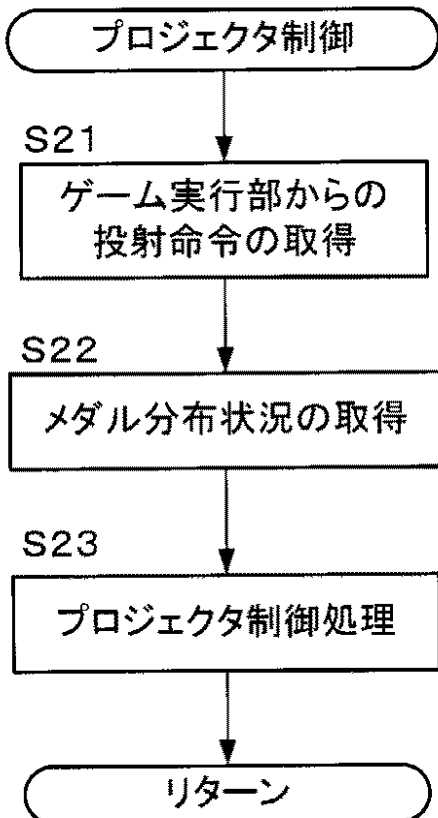 プロジェクタ制御
S21
ゲーム実行部からの
投射命令の取得
S22
メダル分布状況の取得
S23
プロジェクタ制御処理
リターン